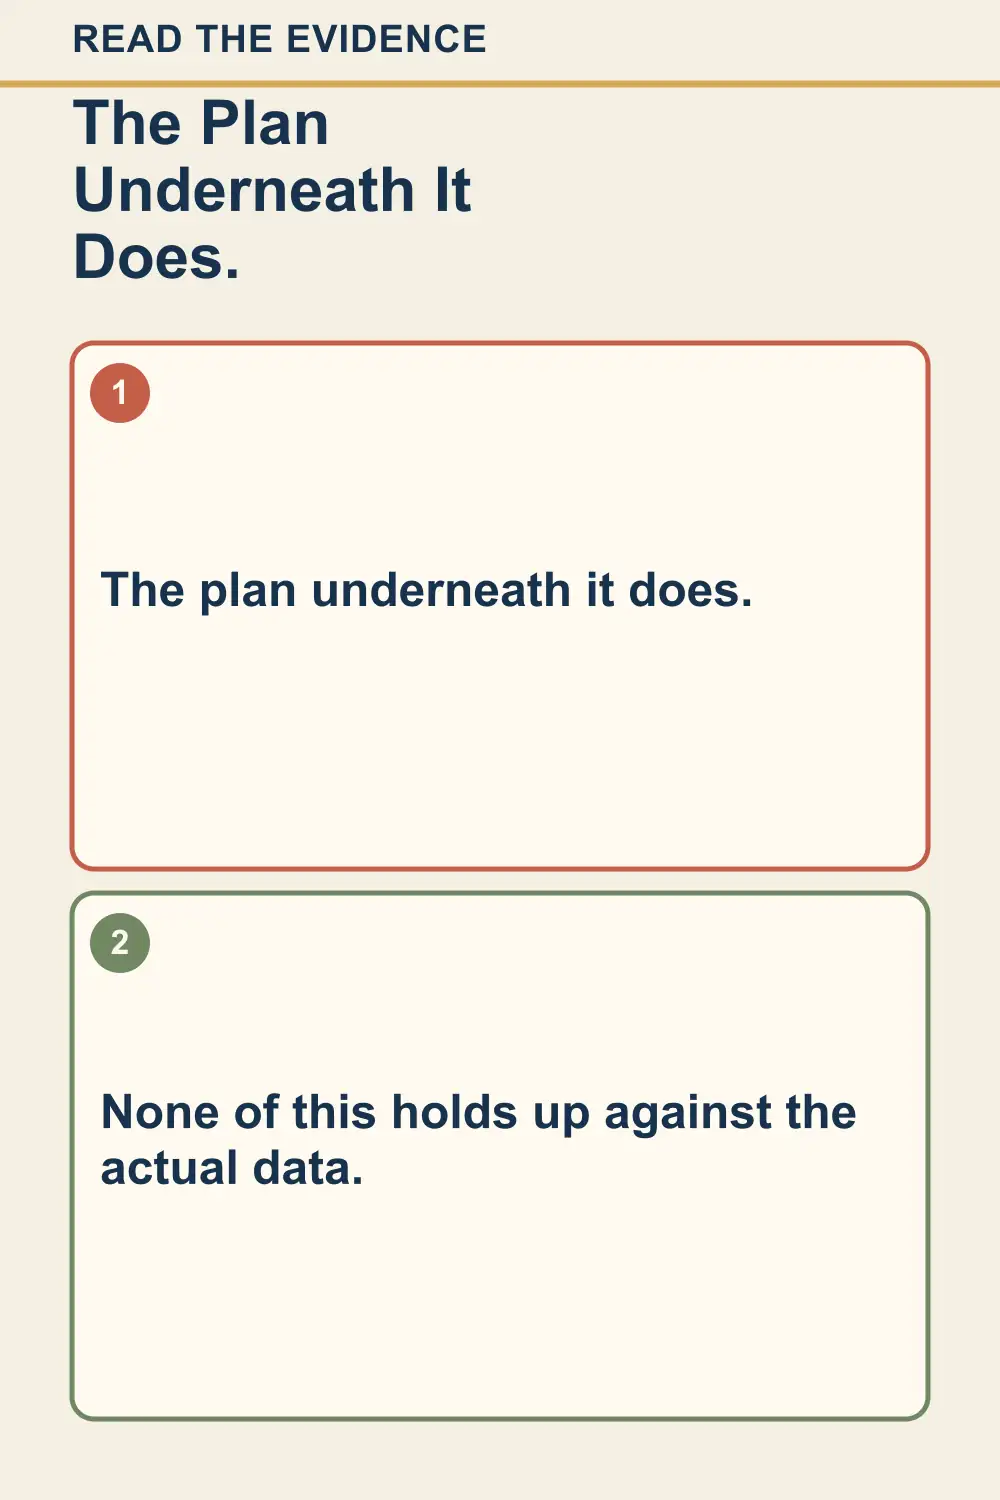 READ THE EVIDENCE
The Plan
Underneath It
Does.
1
The plan underneath it does.
2
None of this holds up against the
actual data.